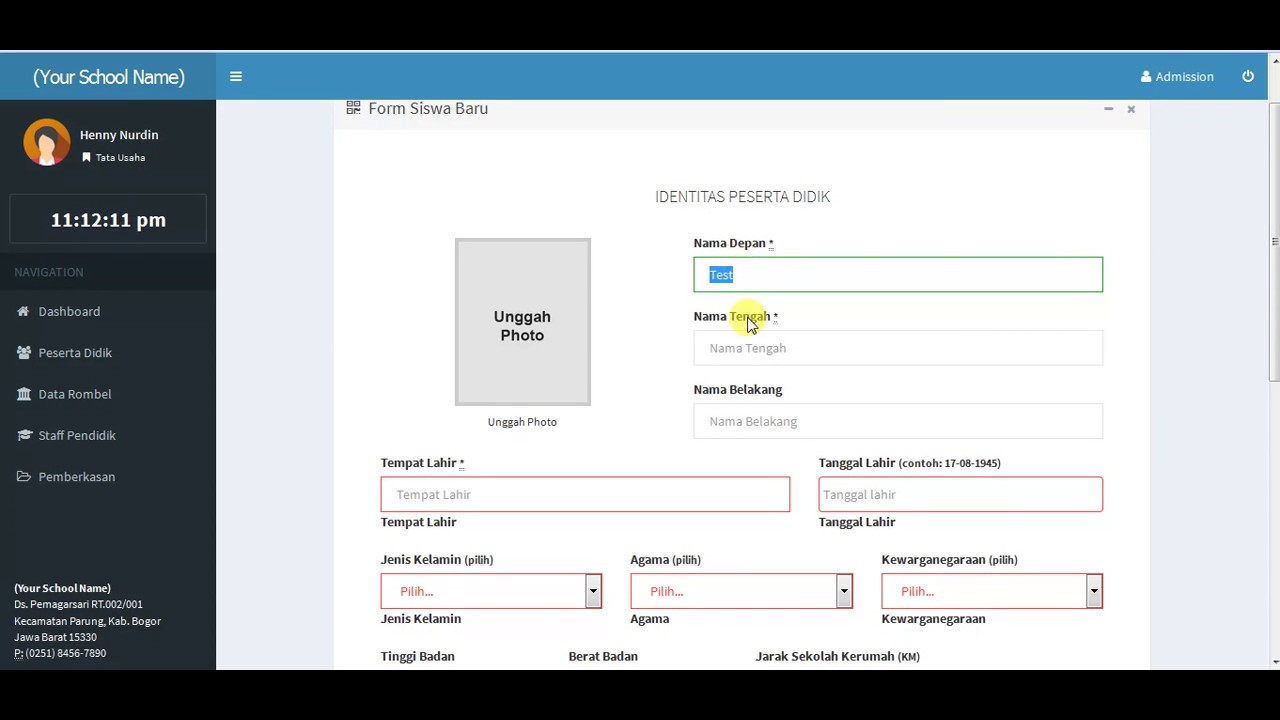 (Your School Name)
Admission
Henny Nurdin
Tata Usaha
11:12:11 pm
NAVIGATION
Dashboard
Peserta Didik
Data Rombel
Staff Pendidik
Pemberkasan
(Your School Name)
Ds. Pemagarsari RT.002/001
Kecamatan Parung, Kab. Bogor
Jawa Barat 15330
P: (0251) 8456-7890
Form Siswa Baru
IDENTITAS PESERTA DIDIK
Unggah
Photo
Unggah Photo
Nama Depan *
Test
Nama Tengah *
Nama Tengah
Nama Belakang
Nama Belakang
Tempat Lahir *
Tempat Lahir
Tempat Lahir
Tanggal Lahir (contoh: 17-08-1945)
Tanggal lahir
Tanggal Lahir
Jenis Kelamin (pilih)
Pilih...
Jenis Kelamin
Agama (pilih)
Pilih...
Agama
Kewarganegaraan (pilih)
Pilih...
Kewarganegaraan
Tinggi Badan
Berat Badan
Jarak Sekolah Kerumah (KM)